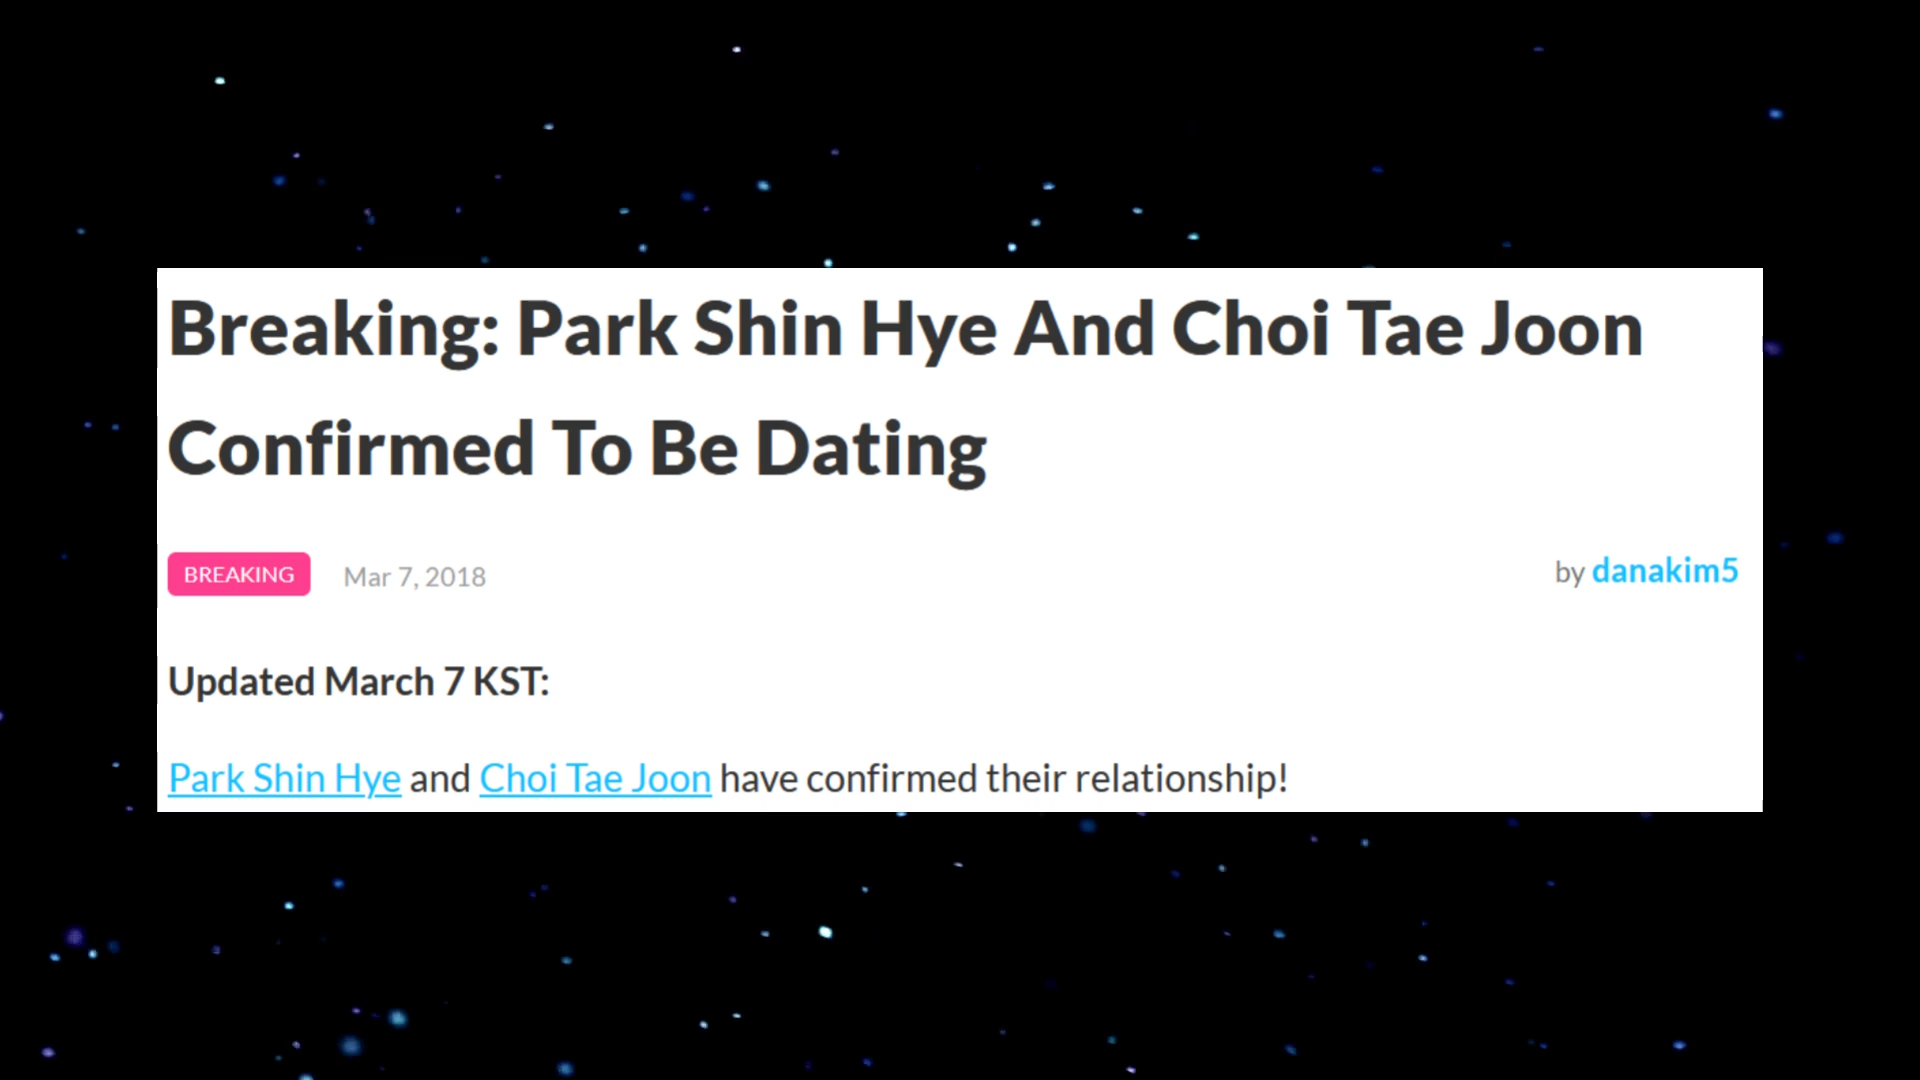 Breaking: Park Shin Hye And Choi Tae Joon
Confirmed To Be Dating
BREAKING Mar 7, 2018 by danakim5
Updated March 7 KST:
Park Shin Hye and Choi Tae Joon have confirmed their relationship!